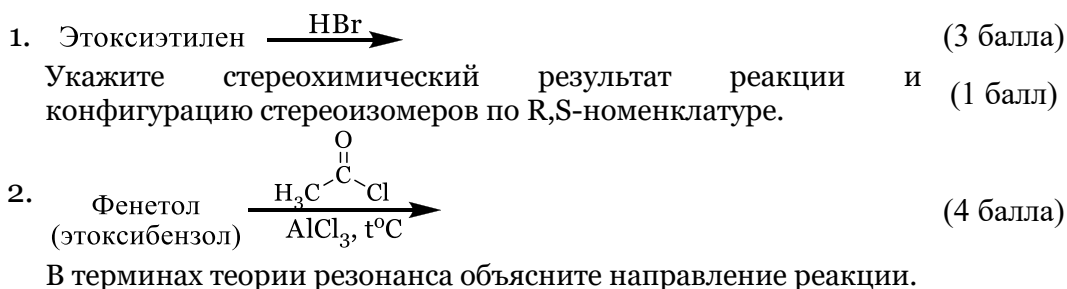 1. Этоксиэтилен HBr (3 балла)
Укажите стереохимический результат реакции и (1 балл)
конфигурацию стереоизомеров по R,S-номенклатуре.
O
C
H₃C Cl
2. Фенетол (4 балла)
(этоксибензол) AlCl₃, t°C
В терминах теории резонанса объясните направление реакции.